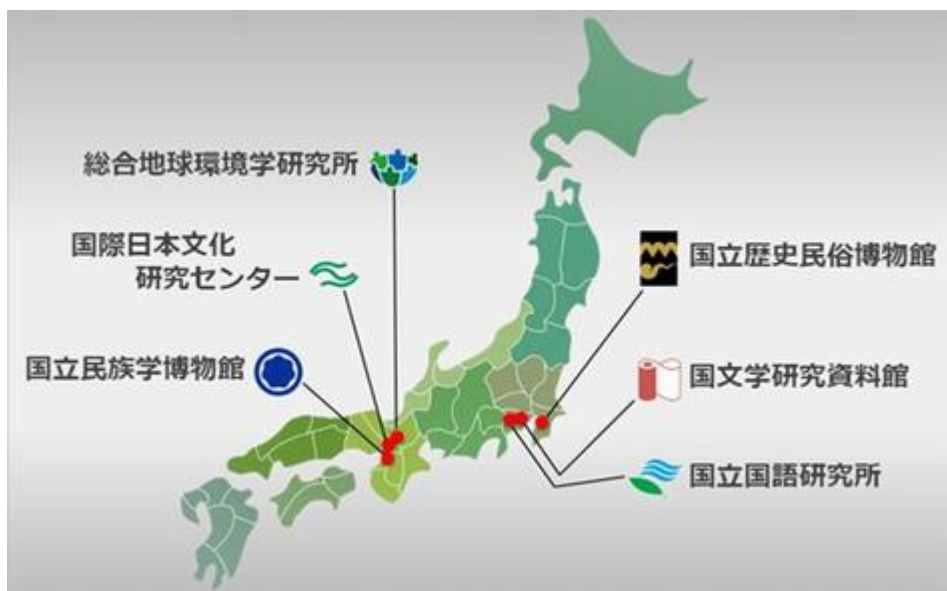 総合地球環境学研究所
国際日本文化
研究センター
国立民族学博物館
国立歴史民俗博物館
国文学研究資料館
国立国語研究所